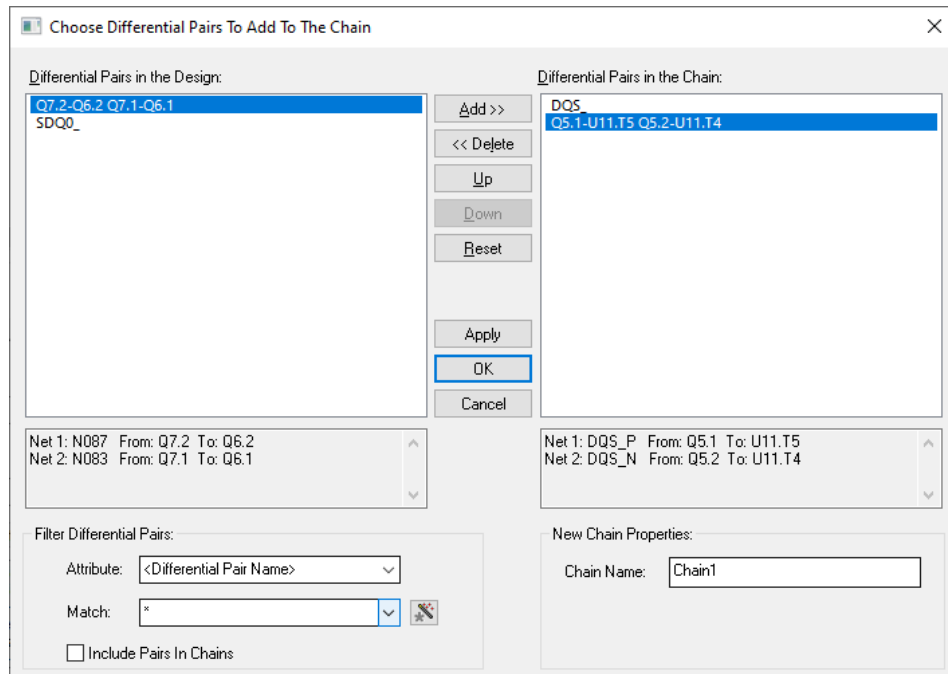 Choose Differential Pairs To Add To The Chain
Differential Pairs in the Design:
Q7.2-Q6.2 Q7.1-Q6.1
SDQ0_
Add >>
<< Delete
Up
Down
Reset
Apply
OK
Cancel
Differential Pairs in the Chain:
DQS_
Q5.1-U11.T5 Q5.2-U11.T4
Net 1: N087 From: Q7.2 To: Q6.2
Net 2: N083 From: Q7.1 To: Q6.1
Net 1: DQS_P From: Q5.1 To: U11.T5
Net 2: DQS_N From: Q5.2 To: U11.T4
Filter Differential Pairs:
Attribute: <Differential Pair Name>
Match: *
Include Pairs In Chains
New Chain Properties:
Chain Name: Chain1